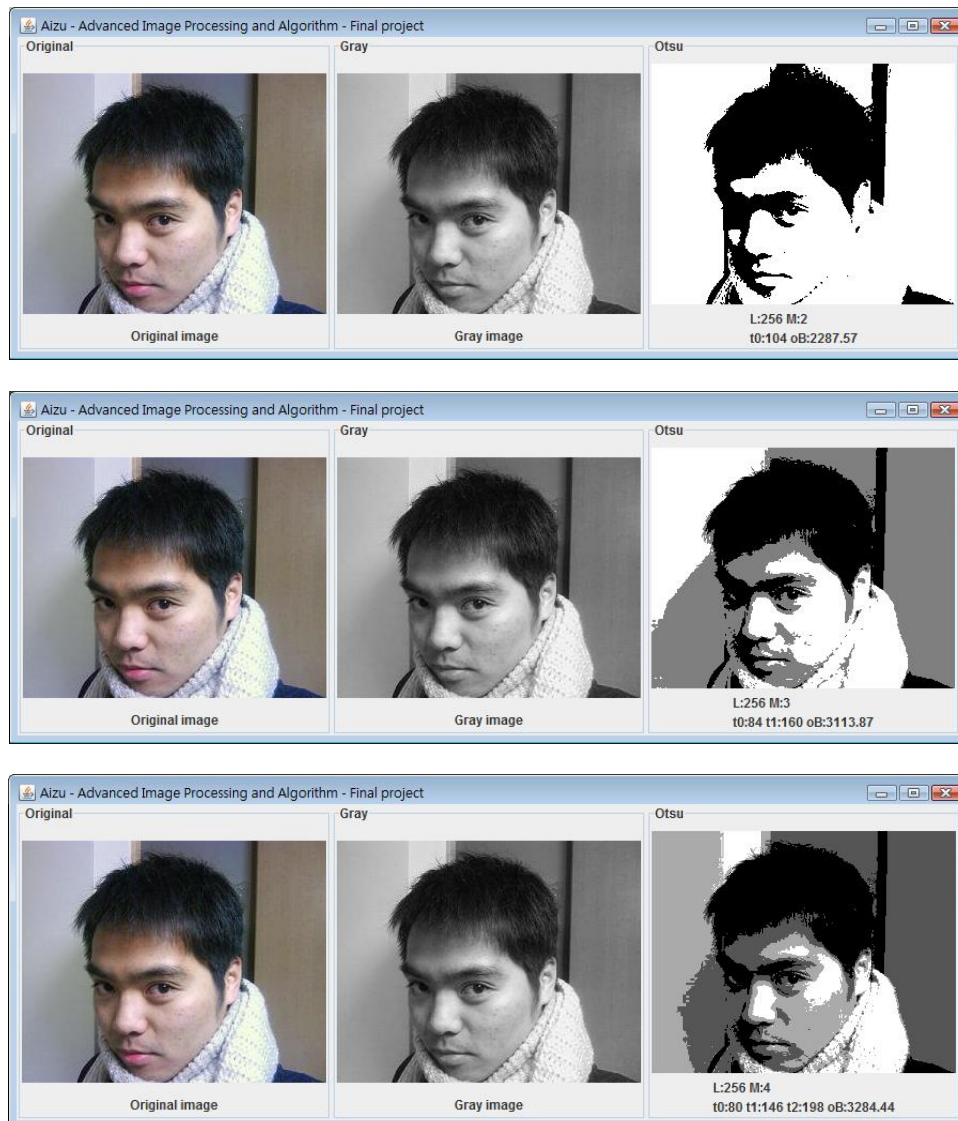 Aizu - Advanced Image Processing and Algorithm - Final project
Original
Gray
Otsu
Original image
Gray image
L:256 M:2
t0:104 oB:2287.57
Aizu - Advanced Image Processing and Algorithm - Final project
Original
Gray
Otsu
Original image
Gray image
L:256 M:3
t0:84 t1:160 oB:3113.87
Aizu - Advanced Image Processing and Algorithm - Final project
Original
Gray
Otsu
Original image
Gray image
L:256 M:4
t0:80 t1:146 t2:198 oB:3284.44